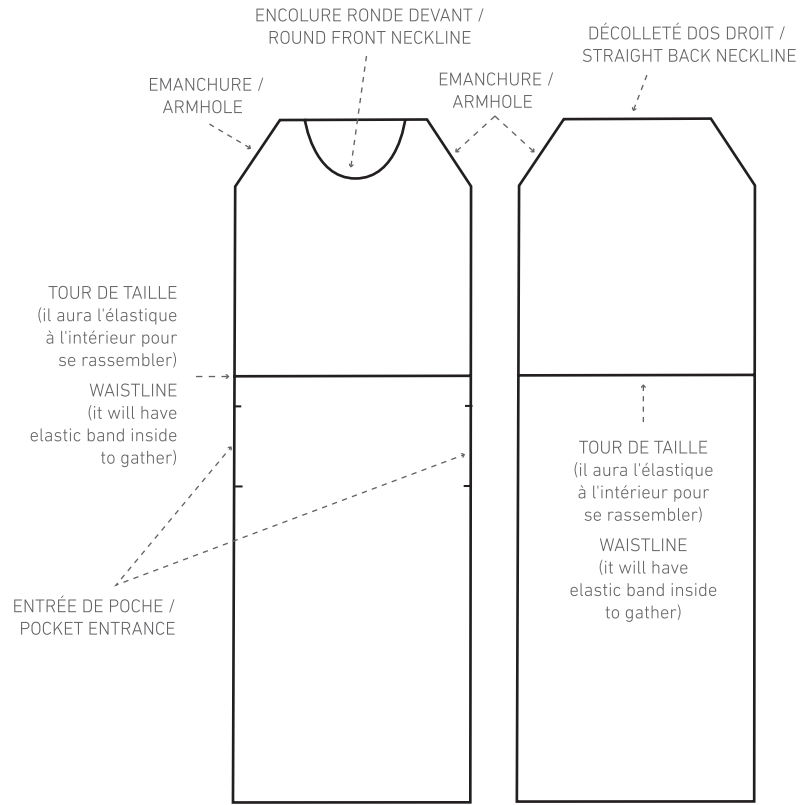 ENCOLURE RONDE DEVANT /
ROUND FRONT NECKLINE
DÉCOLLETÉ DOS DROIT /
STRAIGHT BACK NECKLINE
EMANCHURE /
ARMHOLE
EMANCHURE /
ARMHOLE
TOUR DE TAILLE
(il aura l'élastique
à l'intérieur pour
se rassembler)
WAISTLINE
(it will have
elastic band inside
to gather)
TOUR DE TAILLE
(il aura l'élastique
à l'intérieur pour
se rassembler)
WAISTLINE
(it will have
elastic band inside
to gather)
ENTRÉE DE POCHE /
POCKET ENTRANCE